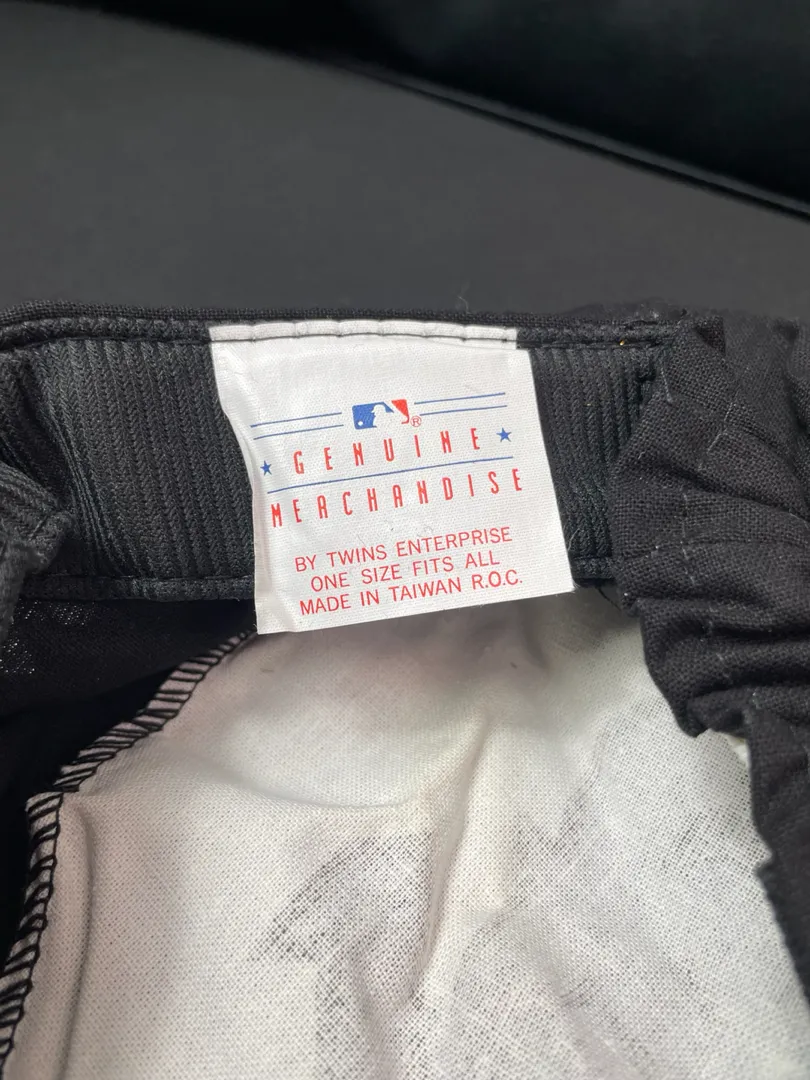 ®
GENUINE
MERCHANDISE
BY TWINS ENTERPRISE
ONE SIZE FITS ALL
MADE IN TAIWAN R.O.C.